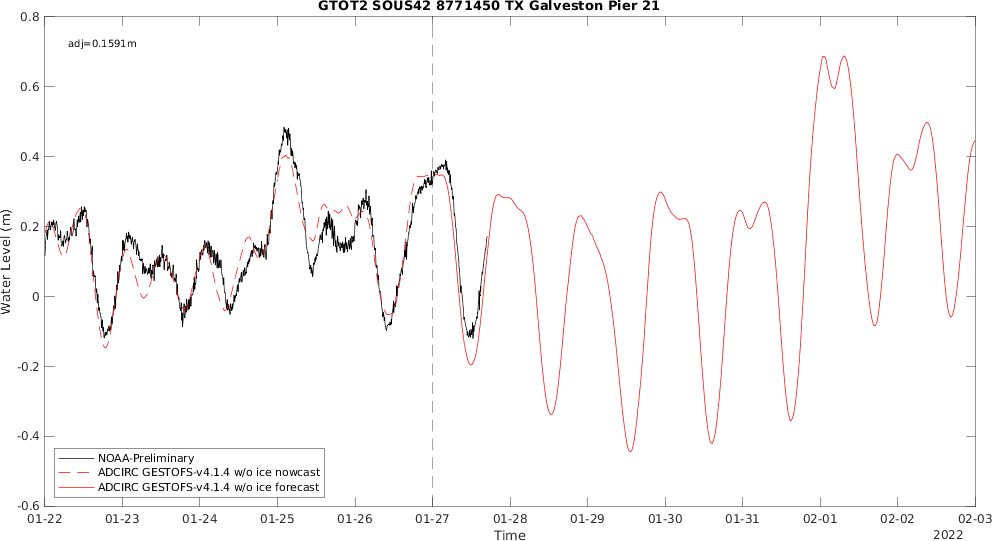 GTOT2 SOUS42 8771450 TX Galveston Pier 21
adj=0.1591m
0.8
0.6
0.4
0.2
0
-0.2
-0.4
-0.6
Water Level (m)
NOAA-Preliminary
ADCIRC GESTOFS-v4.1.4 w/o ice nowcast
ADCIRC GESTOFS-v4.1.4 w/o ice forecast
01-22 01-23 01-24 01-25 01-26 01-27 01-28 01-29 01-30 01-31 02-01 02-02 02-03
Time
2022